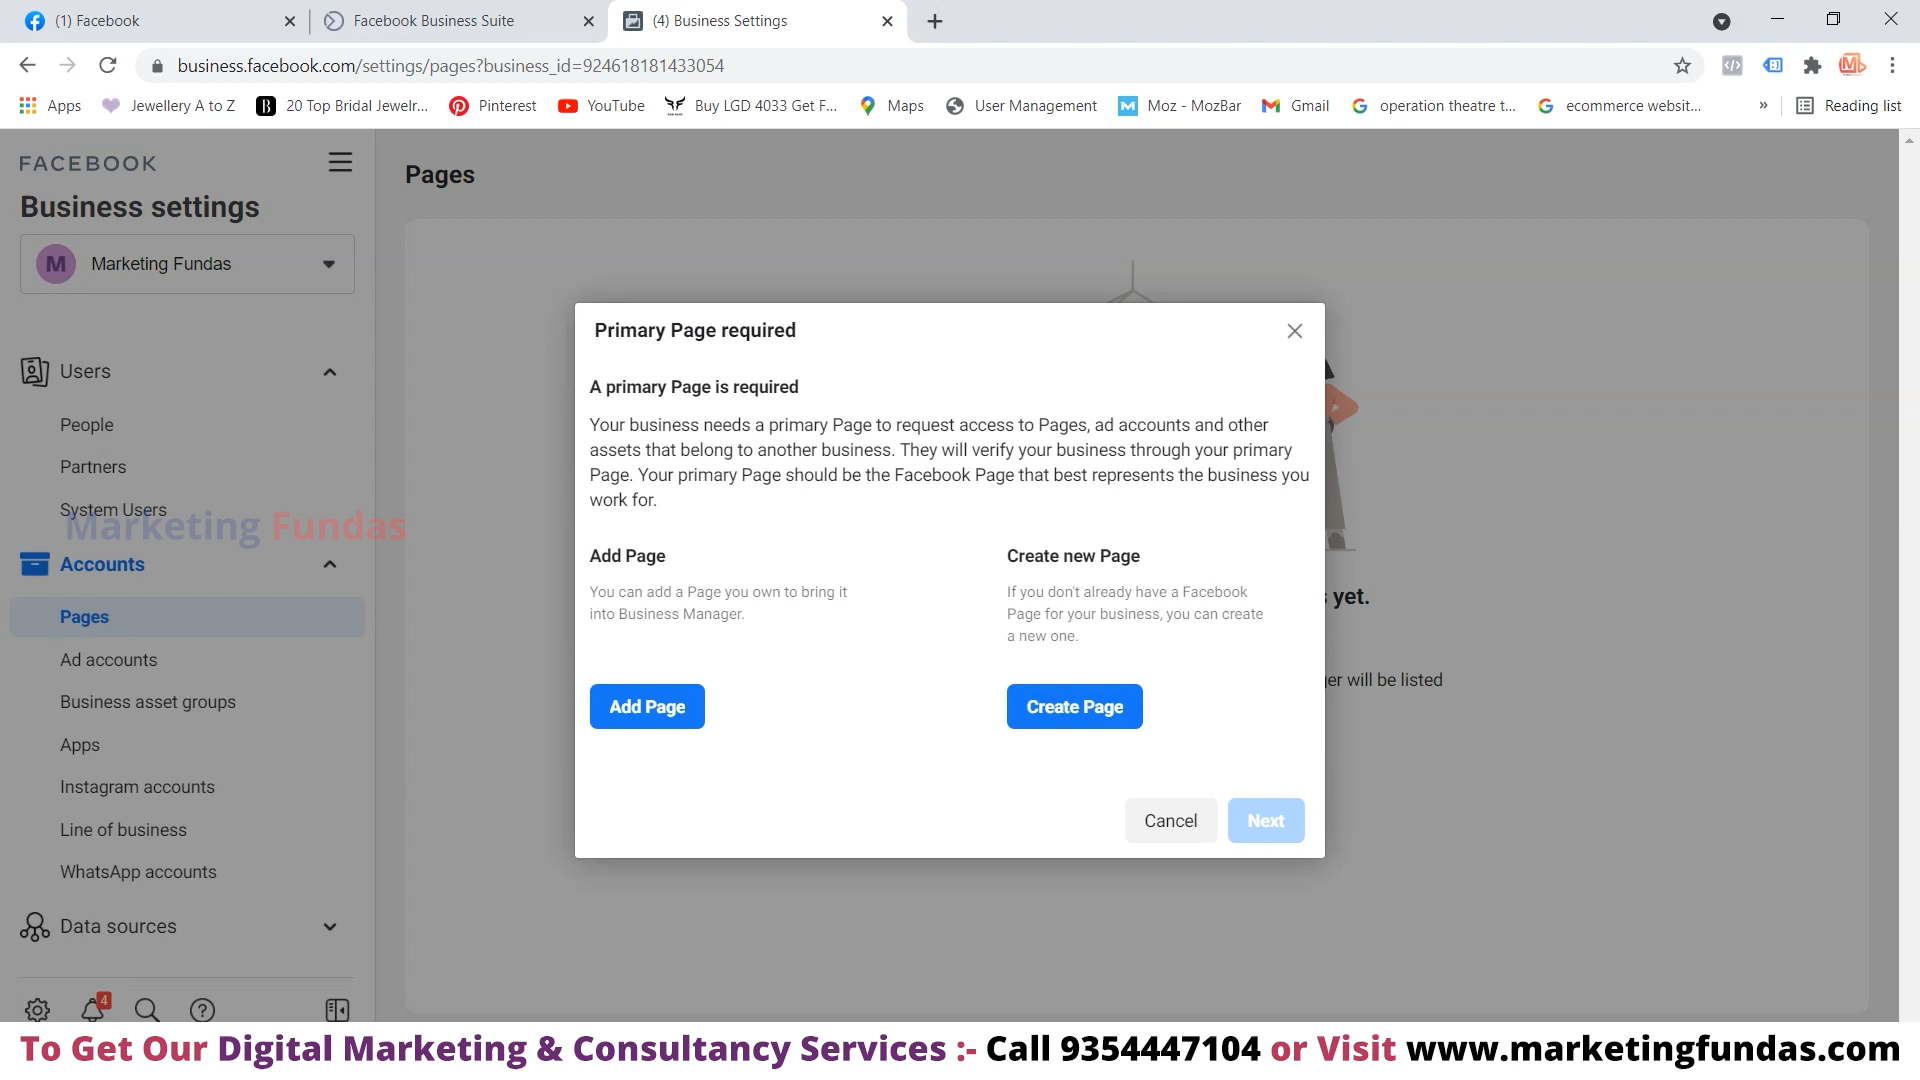 (1) Facebook
Facebook Business Suite
(4) Business Settings
business.facebook.com/settings/pages?business_id=924618181433054
Apps
Jewellery A to Z
20 Top Bridal Jewelr...
Pinterest
YouTube
Buy LGD 4033 Get F...
Maps
User Management
Moz - MozBar
Gmail
operation theatre t...
ecommerce websit...
»
Reading list
FACEBOOK
Business settings
M
Marketing Fundas
Users
People
Partners
System Users
Marketing Fundas
Accounts
Pages
Ad accounts
Business asset groups
Apps
Instagram accounts
Line of business
WhatsApp accounts
Data sources
4
Pages
yet.
er will be listed
Primary Page required
A primary Page is required
Your business needs a primary Page to request access to Pages, ad accounts and other
assets that belong to another business. They will verify your business through your primary
Page. Your primary Page should be the Facebook Page that best represents the business you
work for.
Add Page
You can add a Page you own to bring it
into Business Manager.
Add Page
Create new Page
If you don't already have a Facebook
Page for your business, you can create
a new one.
Create Page
Cancel
Next
To Get Our Digital Marketing & Consultancy Services :- Call 9354447104 or Visit www.marketingfundas.com